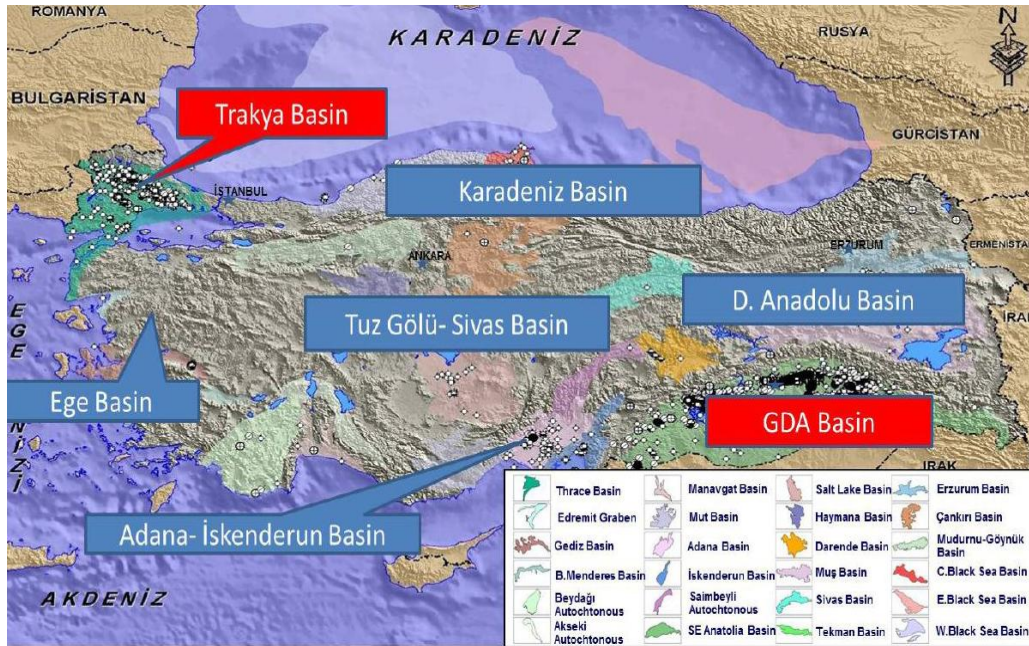 ROMANYA
KARADENİZ
RUSYA
N
BULGARİSTAN
Trakya Basin
GÜRCİSTAN
İSTANBUL
Karadeniz Basin
ANKARA
ERZURUM
ERMENİSTA
EGE
D. Anadolu Basin
Tuz Gölü- Sivas Basin
İRA
Ege Basin
GDA Basin
NİZİ
IRAK
Adana- İskenderun Basin
AKDENİZ
Thrace Basin
Edremit Graben
Gediz Basin
B.Menderes Basin
Beydağı
Autochtonous
Akseki
Autochtonous
Manavgat Basin
Mut Basin
Adana Basin
İskenderun Basin
Saimbeyli
Autochtonous
SE Anatolia Basin
Salt Lake Basin
Haymana Basin
Darende Basin
Muş Basin
Sivas Basin
Tekman Basin
Erzurum Basin
Çankırı Basin
Mudurnu-Göynük
Basin
C.Black Sea Basin
E.Black Sea Basin
W.Black Sea Basin